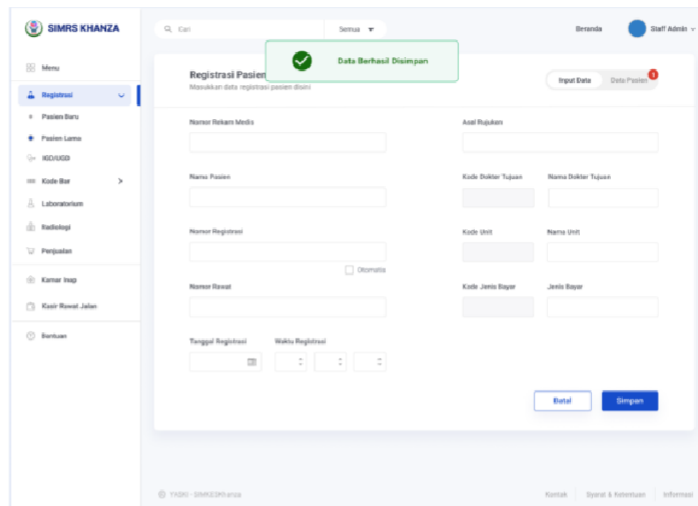 SIMRS KHANZA
Cari
Semua
Beranda
Staff Admin
Data Berhasil Disimpan
Menu
Registrasi
Pasien Baru
Pasien Lama
IGD/UGD
Kode Bar
Laboratorium
Radiologi
Penjualan
Kamar Inap
Kasir Rawat Jalan
Bantuan
Registrasi Pasien
Masukkan data registrasi pasien disini
Input Data
Data Pasien
Nomor Rekam Medis
Asal Rujukan
Nama Pasien
Kode Dokter Tujuan
Nama Dokter Tujuan
Nomor Registrasi
Kode Unit
Nama Unit
Otomatis
Nomor Rawat
Kode Jenis Bayar
Jenis Bayar
Tanggal Registrasi
Waktu Registrasi
Batal
Simpan
Kontak
Syarat & Ketentuan
Informasi